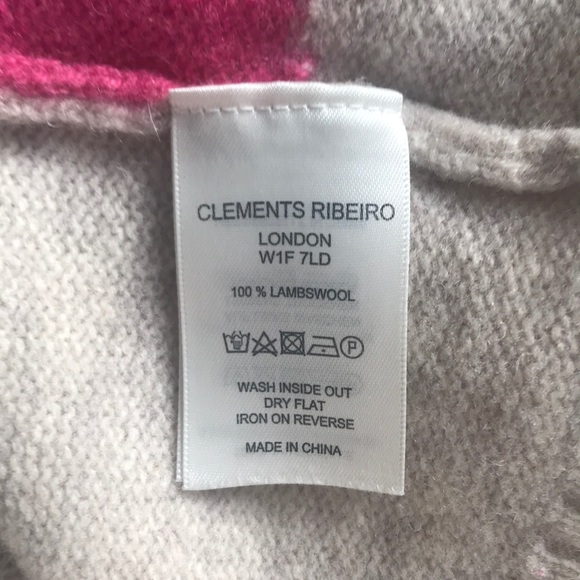 CLEMENTS RIBEIRO
LONDON
W1F 7LD
100 % LAMBSWOOL
P
WASH INSIDE OUT
DRY FLAT
IRON ON REVERSE
MADE IN CHINA